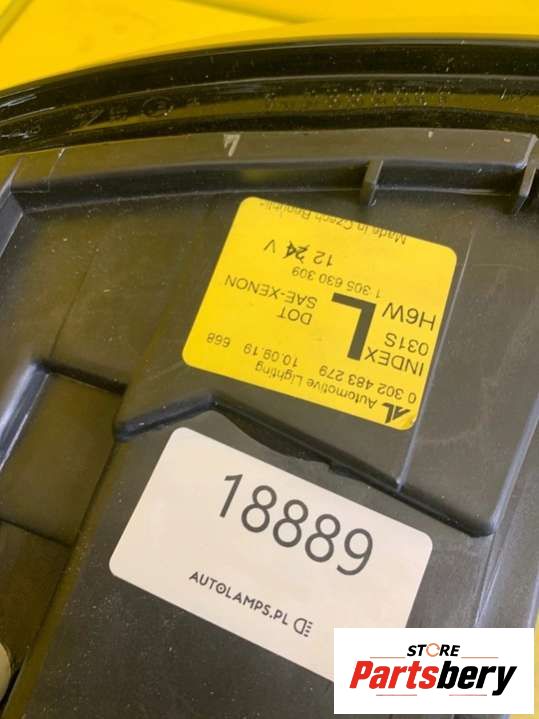 7
AL Automotive Lighting
0 302 483 279 10.09.19 668
INDEX
031S
L
DOT
SAE-XENON
H6W
1 305 630 309
12 24 V
Made in Czech Republic
18889
AUTOLAMPS.PL
STORE
Partsbery